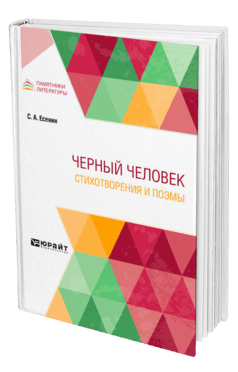 ПАМЯТНИКИ
ЛИТЕРАТУРЫ
С. А. Есенин
ЧЕРНЫЙ ЧЕЛОВЕК
СТИХОТВОРЕНИЯ И ПОЭМЫ
Юрайт